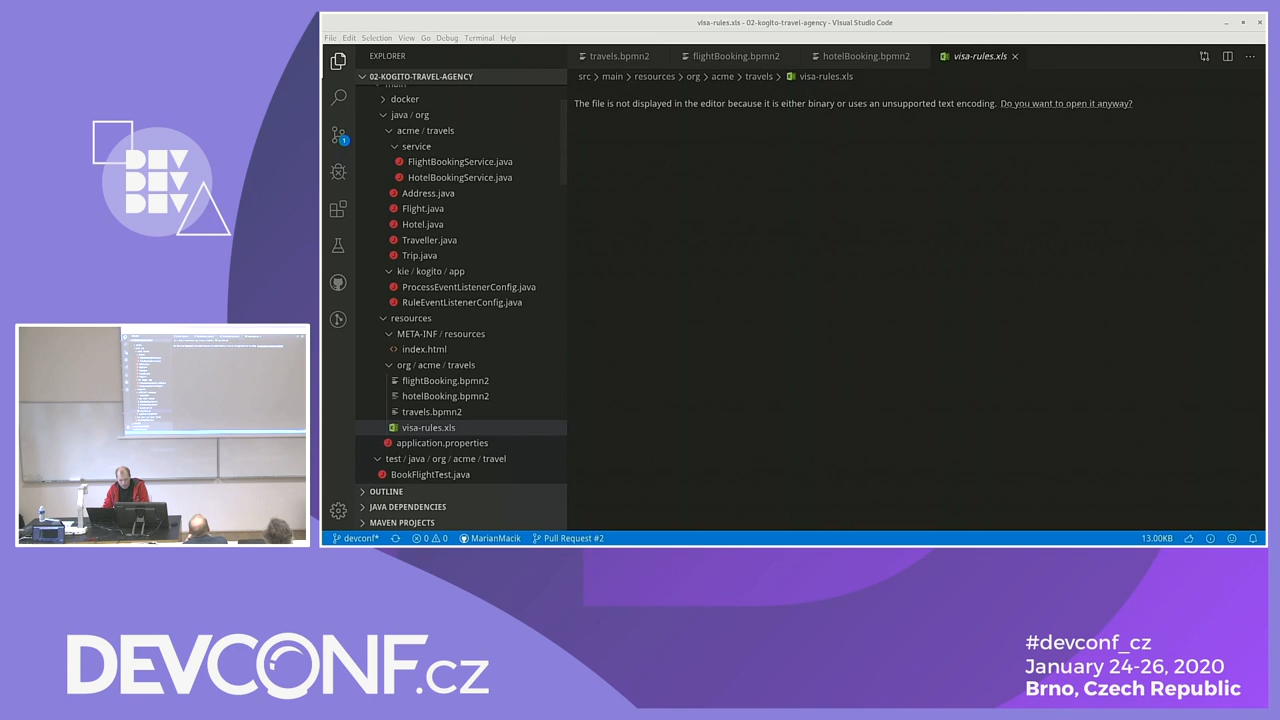 visa-rules.xls - 02-kogito-travel-agency - Visual Studio Code
File Edit Selection View Go Debug Terminal Help
EXPLORER
travels.bpmn2 flightBooking.bpmn2 hotelBooking.bpmn2 visa-rules.xls
02-KOGITO-TRAVEL-AGENCY
src > main > resources > org > acme > travels > visa-rules.xls
main
docker
The file is not displayed in the editor because it is either binary or uses an unsupported text encoding. Do you want to open it anyway?
java / org
acme / travels
service
FlightBookingService.java
HotelBookingService.java
Address.java
Flight.java
Hotel.java
Traveller.java
Trip.java
kie / kogito / app
ProcessEventListenerConfig.java
RuleEventListenerConfig.java
resources
META-INF / resources
index.html
org / acme / travels
flightBooking.bpmn2
hotelBooking.bpmn2
travels.bpmn2
visa-rules.xls
application.properties
test / java / org / acme / travel
BookFlightTest.java
OUTLINE
JAVA DEPENDENCIES
MAVEN PROJECTS
1
devconf* 0 0 MarianMacik Pull Request #2 13.00KB
DEV
DEV
DEV
DEVCONF.cz
#devconf_cz
January 24-26, 2020
Brno, Czech Republic